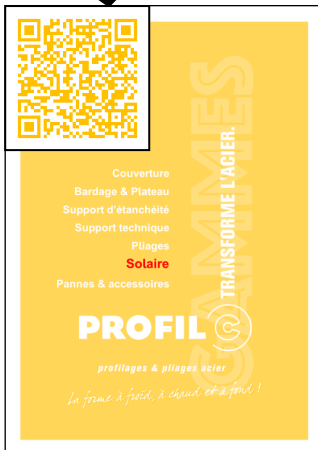 Couverture
Bardage & Plateau
Support d'étanchéité
Support technique
Pliages
Solaire
Pannes & accessoires
GAMMES
TRANSFORME L'ACIER.
PROFIL C
profilages & pliages acier
La forme à froid, à chaud et à fond !